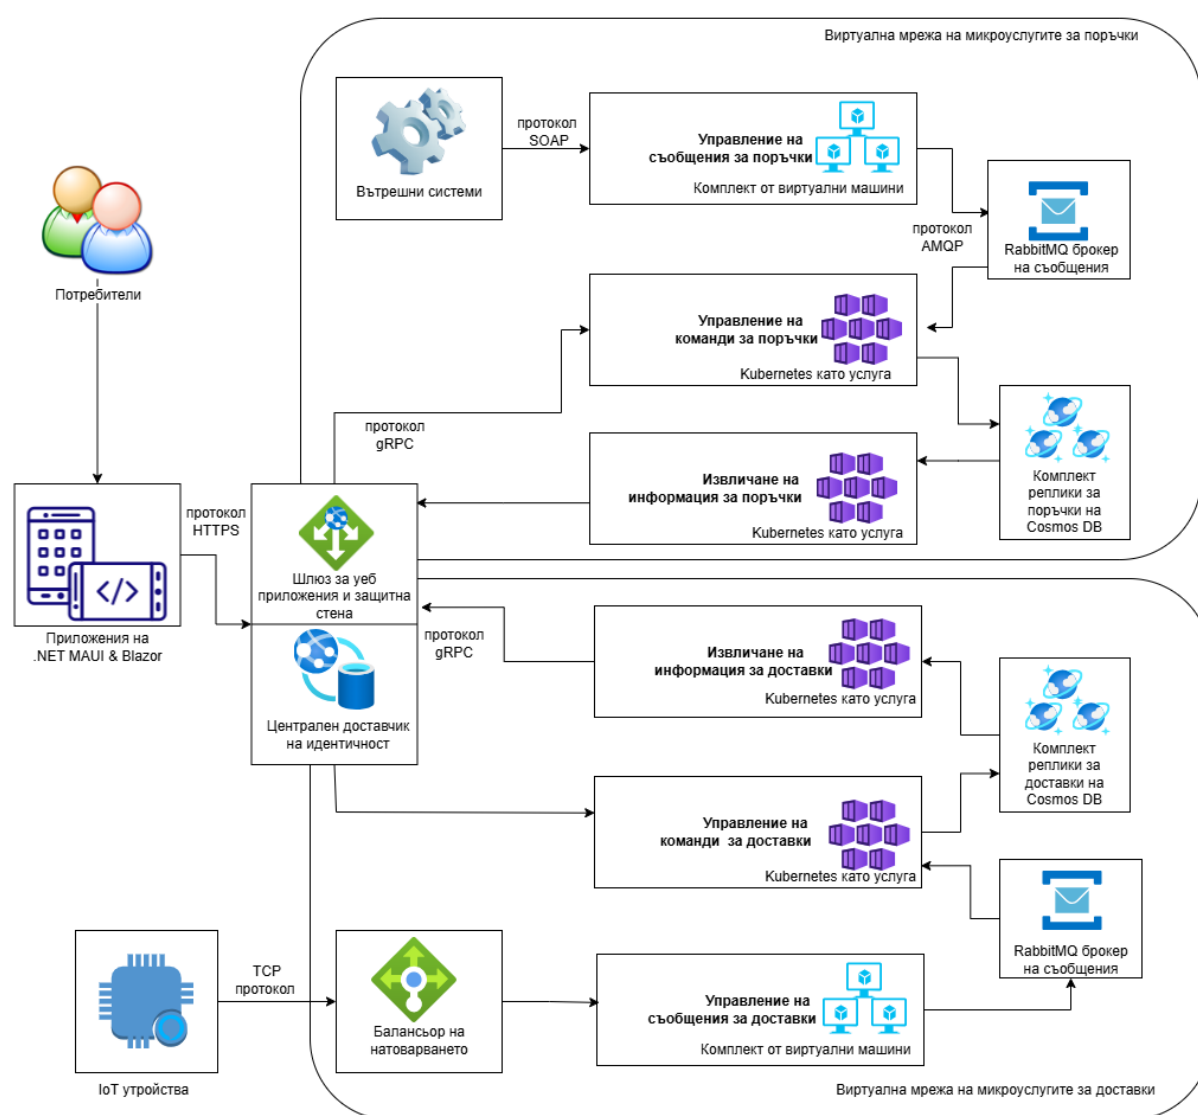 Виртуална мрежа на микроуслугите за поръчки
Вътрешни системи
протокол
SOAP
Управление на
съобщения за поръчки
Комплект от виртуални машини
протокол
AMQP
RabbitMQ брокер
на съобщения
Потребители
Управление на
команди за поръчки
Kubernetes като услуга
протокол
gRPC
Извличане на
информация за поръчки
Kubernetes като услуга
Комплект
реплики за
поръчки на
Cosmos DB
протокол
HTTPS
</>
Приложения на
.NET MAUI & Blazor
Шлюз за уеб
приложения и защитна
стена
Централен доставчик
на идентичност
протокол
gRPC
Извличане на
информация за доставки
Kubernetes като услуга
Комплект
реплики за
доставки на
Cosmos DB
Управление на
команди за доставки
Kubernetes като услуга
RabbitMQ брокер
на съобщения
IoT утройства
TCP
протокол
Балансьор на
натоварването
Управление на
съобщения за доставки
Комплект от виртуални машини
Виртуална мрежа на микроуслугите за доставки